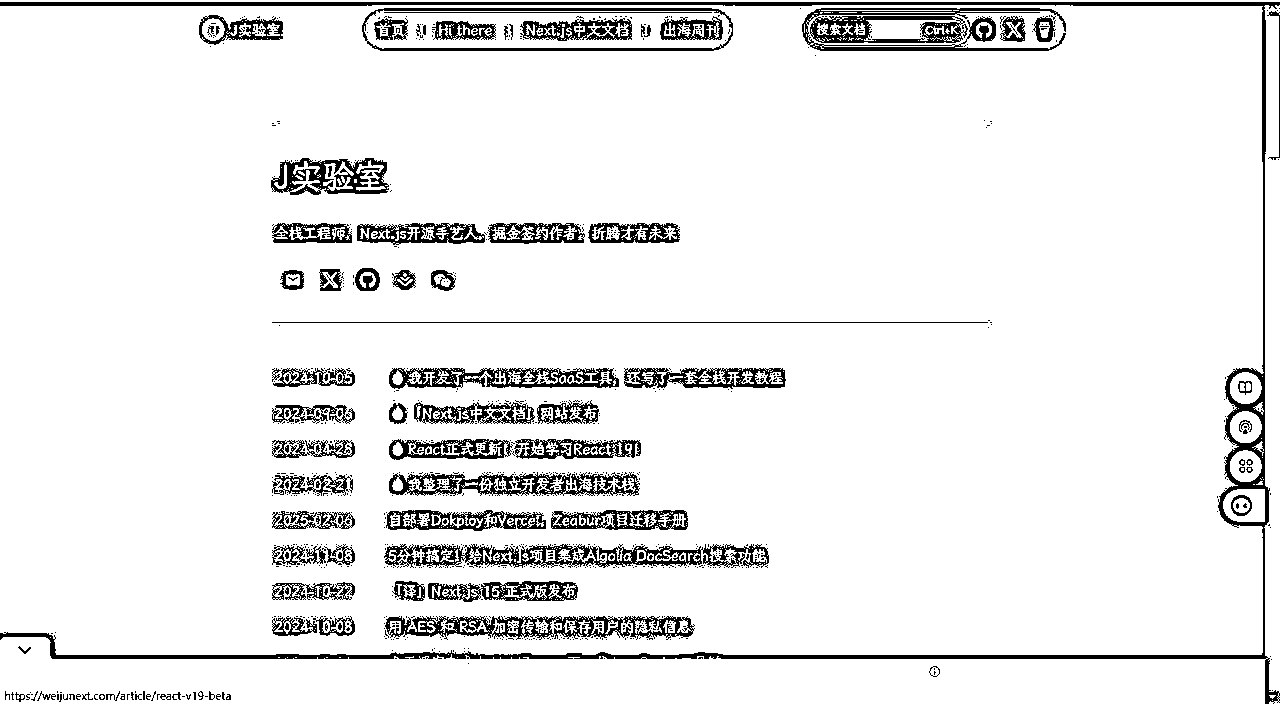 J实验室
首页 | Hi there | Next.js中文文档 | 出海周刊
搜索文档 Ctrl+K
J实验室
全栈工程师, Next.js开源手艺人, 掘金签约作者, 折腾才有未来
2024-10-05 我开发了一个出海全栈SaaS工具, 还写了一套全栈开发教程
2024-09-06 「Next.js中文文档」网站发布
2024-04-28 React正式更新! 开始学习React 19!
2024-02-21 我整理了一份独立开发者出海技术栈
2025-02-06 自部署Dokploy和Vercel、Zeabur项目迁移手册
2024-11-08 5分钟搞定! 给Next.js项目集成Algolia DocSearch搜索功能
2024-10-22 「译」Next.js 15 正式版发布
2024-10-08 用 AES 和 RSA 加密传输和保存用户的隐私信息
https://weijunext.com/article/react-v19-beta